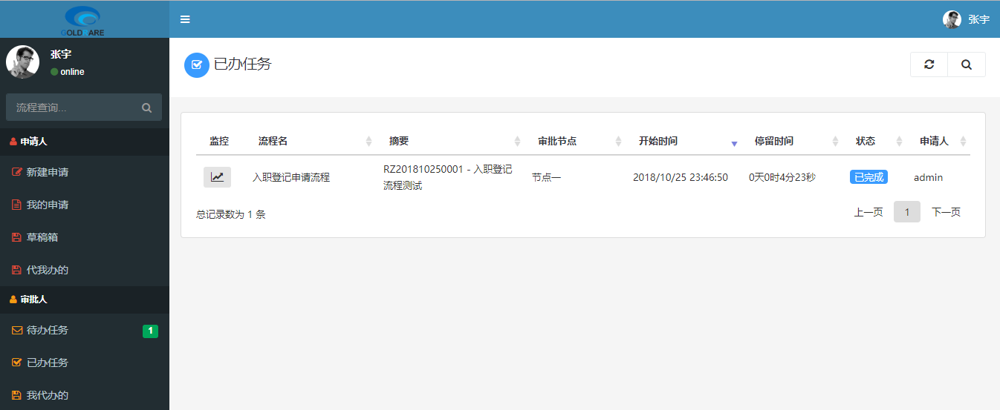 GOLDWARE
张宇
张宇
online
流程查询...
申请人
新建申请
我的申请
草稿箱
代我办的
审批人
待办任务 1
已办任务
我代办的
已办任务
监控 流程名 摘要 审批节点 开始时间 停留时间 状态 申请人
入职登记申请流程 RZ201810250001 - 入职登记 节点一 2018/10/25 23:46:50 0天0时4分23秒 已完成 admin
流程测试
总记录数为 1 条
上一页 1 下一页